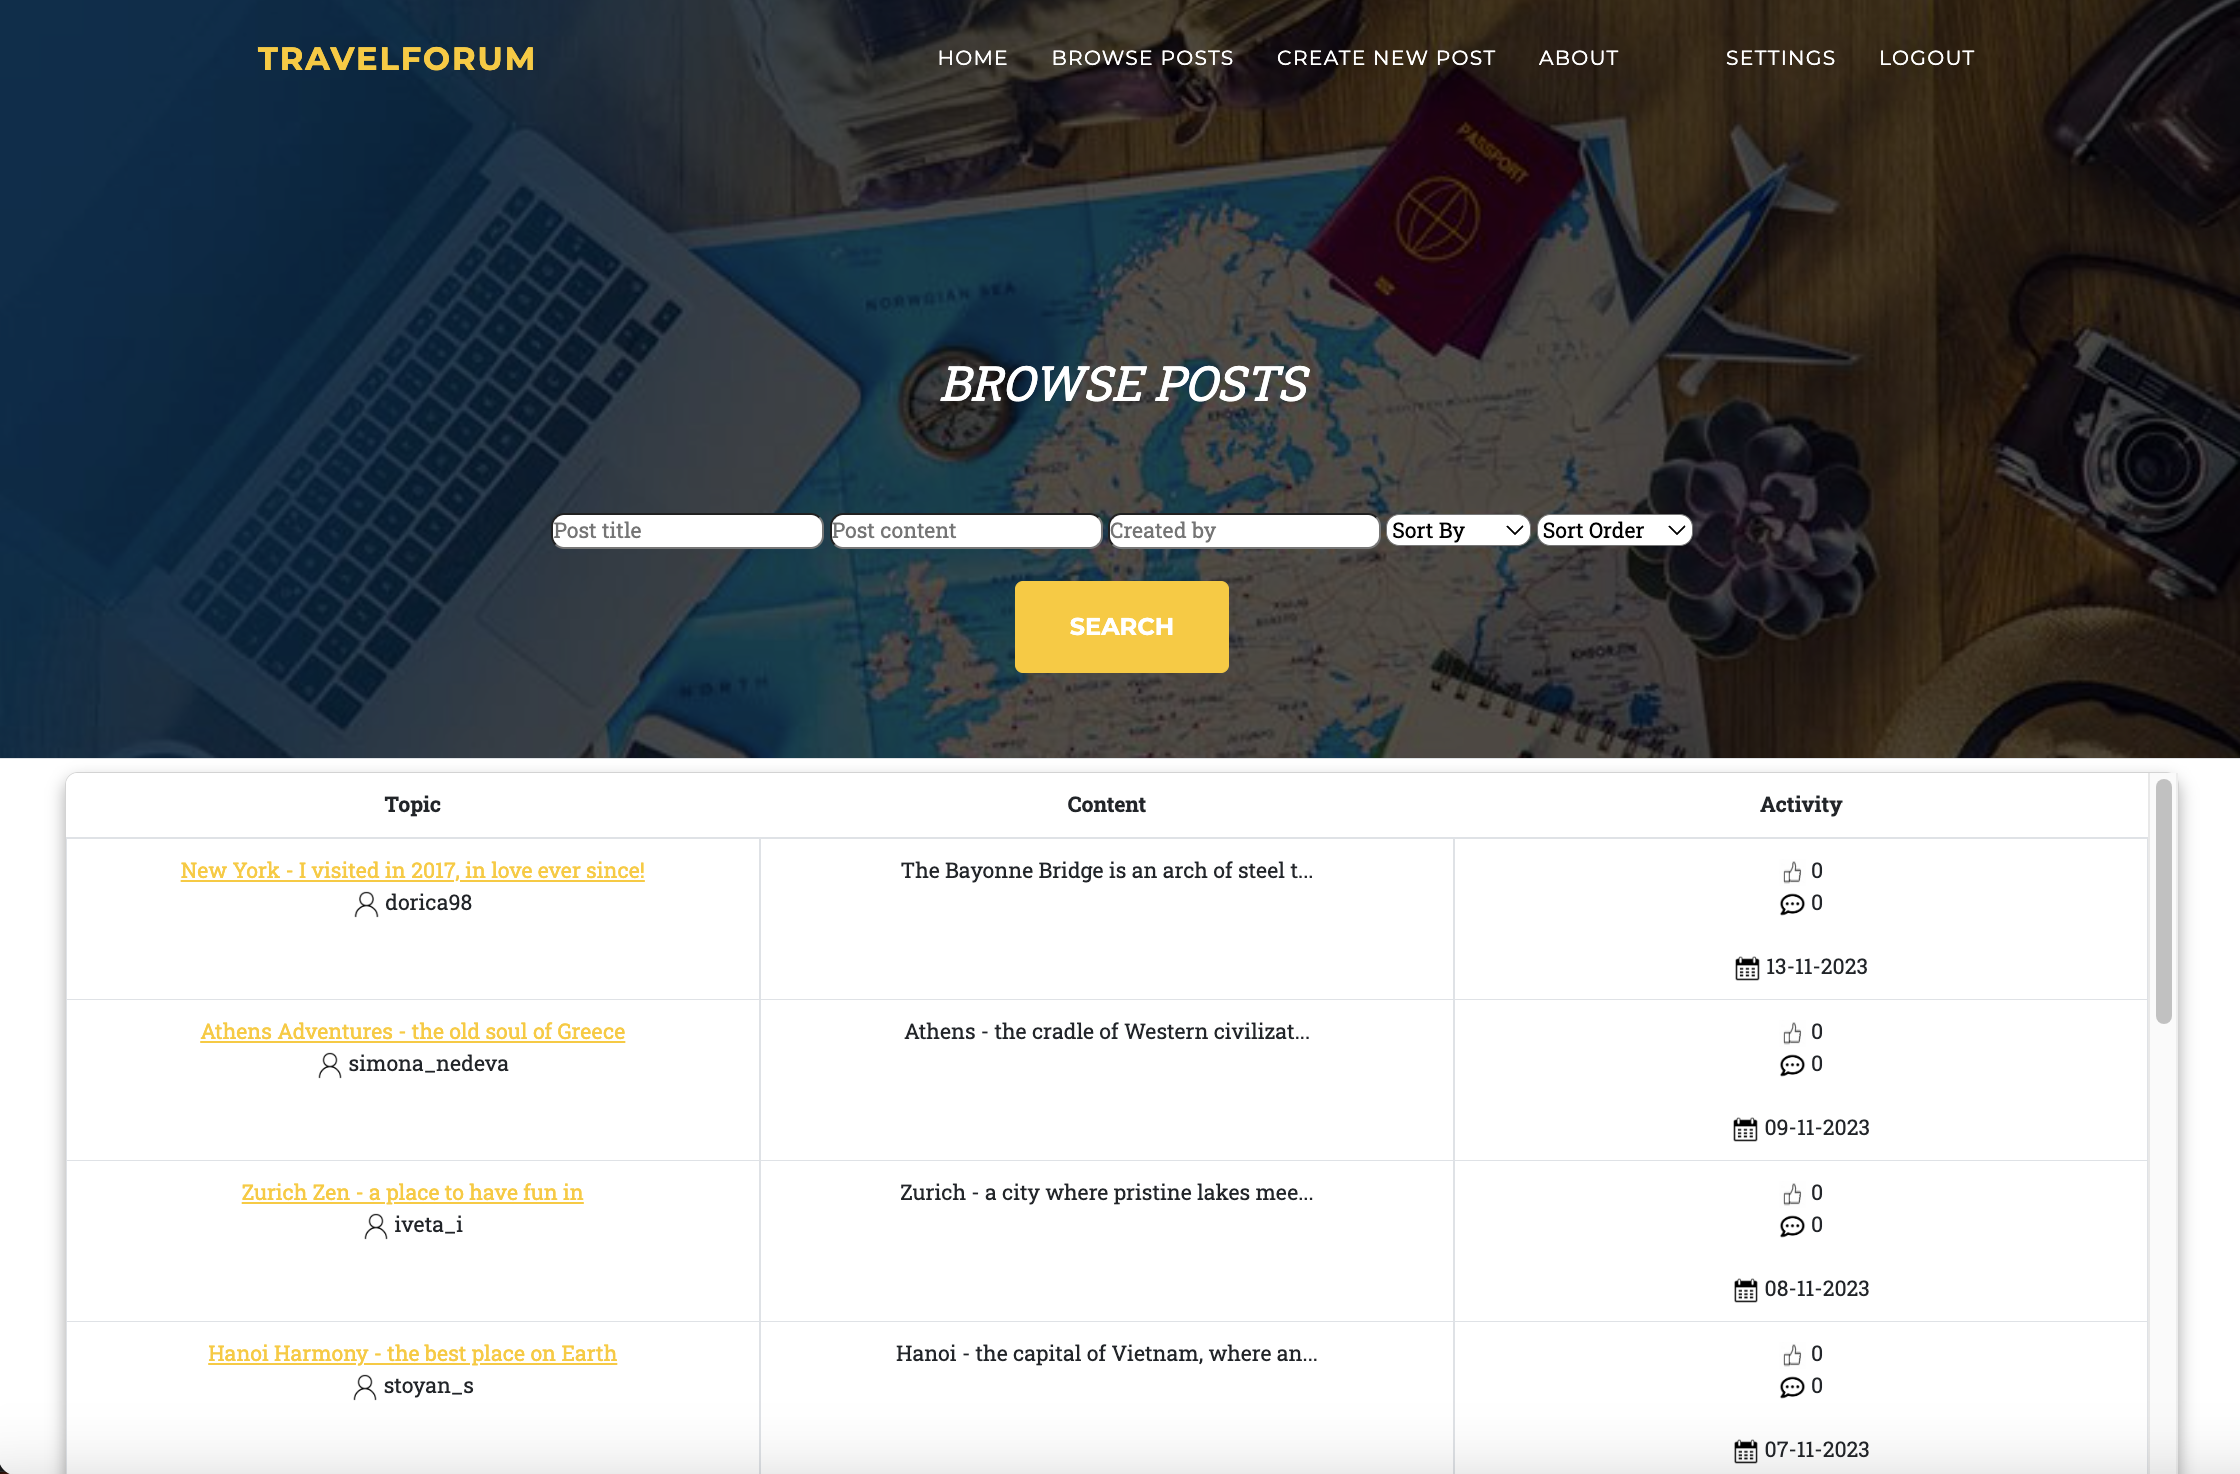 TRAVELFORUM
HOME BROWSE POSTS CREATE NEW POST ABOUT SETTINGS LOGOUT
PASSPORT
NORWGIAN SEA
BROWSE POSTS
Post title Post content Created by Sort By Sort Order
SEARCH
NORTH
Topic Content Activity
New York - I visited in 2017, in love ever since! The Bayonne Bridge is an arch of steel t... 0
dorica98 0
13-11-2023
Athens Adventures - the old soul of Greece Athens - the cradle of Western civilizat... 0
simona_nedeva 0
09-11-2023
Zurich Zen - a place to have fun in Zurich - a city where pristine lakes mee... 0
iveta_i 0
08-11-2023
Hanoi Harmony - the best place on Earth Hanoi - the capital of Vietnam, where an... 0
stoyan_s 0
07-11-2023